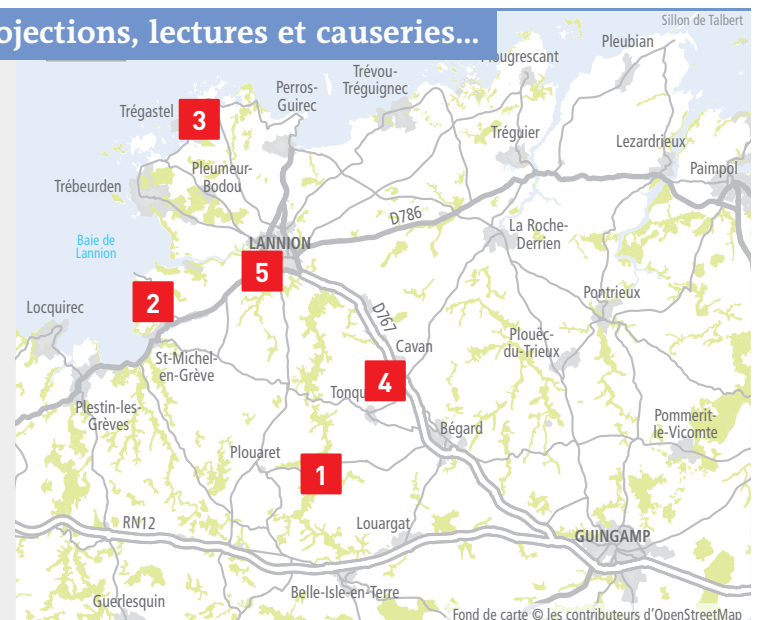 ojections, lectures et causeries...
Sillon de Talbert
Pleubian
ougrescant
Trévou-
Tréguignec
Perros-
Guirec
Trégastel
3
Tréguier
Lezardrieux
Paimpol
Pleumeur-
Bodou
Trébeurden
D786
La Roche-
Derrien
Baie de
Lannion
LANNION
5
Pontrieux
2
Locquirec
D767
Plouëc-
du-Trieux
Cavan
St-Michel-
en-Grève
4
Tonqu
Plestin-les-
Grèves
Pommerit-
le-Vicomte
Bégard
Plouaret
1
RN12
Louargat
GUINGAMP
Belle-Isle-en-Terre
Guerlesquin
Fond de carte © les contributeurs d'OpenStreetMap